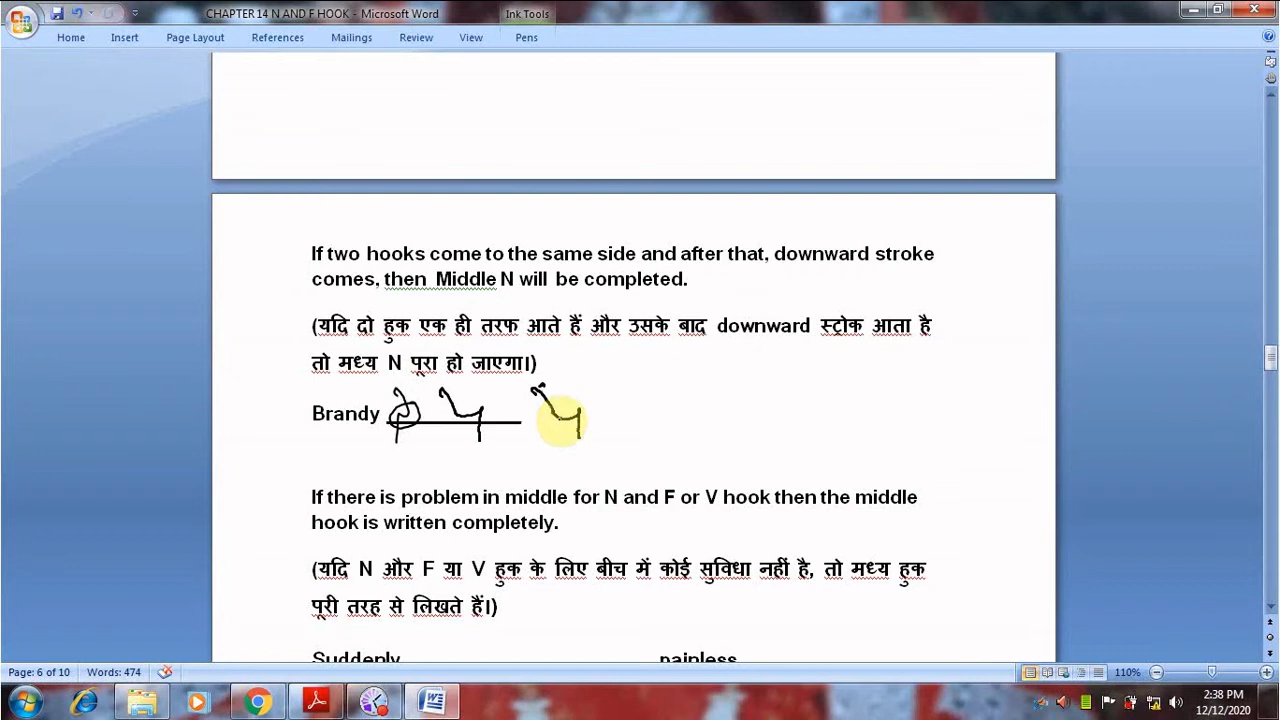 CHAPTER 14 N AND F HOOK - Microsoft Word
Ink Tools
Home Insert Page Layout References Mailings Review View Pens
If two hooks come to the same side and after that, downward stroke
comes, then Middle N will be completed.
(यदि दो हुक एक ही तरफ आते हैं और उसके बाद downward स्ट्रोक आता है
तो मध्य N पूरा हो जाएगा।)
Brandy
If there is problem in middle for N and F or V hook then the middle
hook is written completely.
(यदि N और F या V हुक के लिए बीच में कोई सुविधा नहीं है, तो मध्य हुक
पूरी तरह से लिखते हैं।)
Suddenly painless
Page: 6 of 10 Words: 474 110%
2:38 PM
12/12/2020